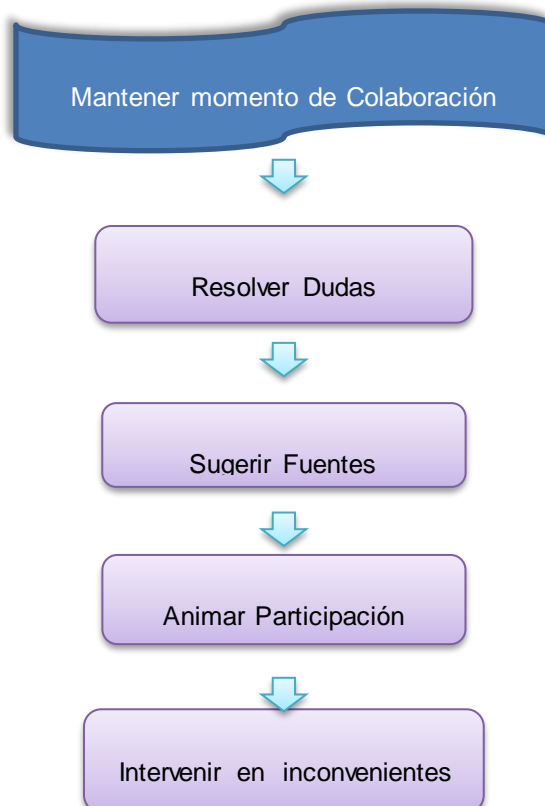 Mantener momento de Colaboración
Resolver Dudas
Sugerir Fuentes
Animar Participación
Intervenir en inconvenientes